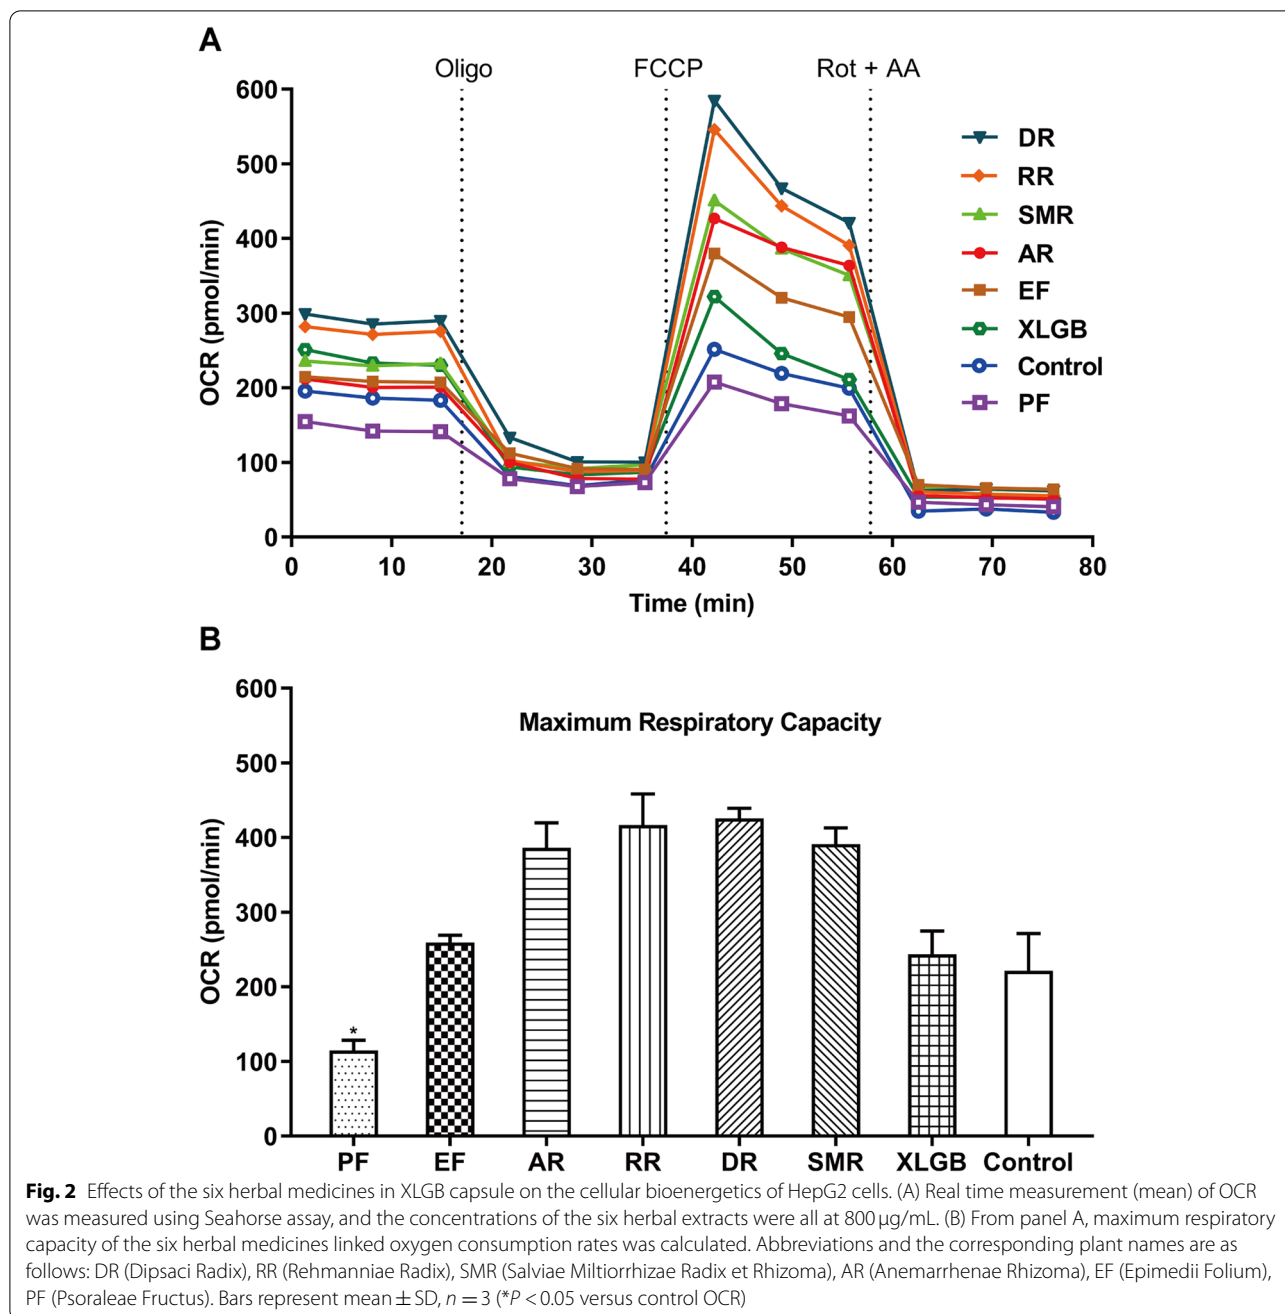 A
Oligo
FCCP
Rot + AA
600
500
400
300
200
100
0
OCR (pmol/min)
0 10 20 30 40 50 60 70 80
Time (min)
DR
RR
SMR
AR
EF
XLGB
Control
PF
B
Maximum Respiratory Capacity
600
500
400
300
200
100
0
OCR (pmol/min)
*
PF EF AR RR DR SMR XLGB Control
Fig. 2 Effects of the six herbal medicines in XLGB capsule on the cellular bioenergetics of HepG2 cells. (A) Real time measurement (mean) of OCR
was measured using Seahorse assay, and the concentrations of the six herbal extracts were all at 800 μg/mL. (B) From panel A, maximum respiratory
capacity of the six herbal medicines linked oxygen consumption rates was calculated. Abbreviations and the corresponding plant names are as
follows: DR (Dipsaci Radix), RR (Rehmanniae Radix), SMR (Salviae Miltiorrhizae Radix et Rhizoma), AR (Anemarrhenae Rhizoma), EF (Epimedii Folium),
PF (Psoraleae Fructus). Bars represent mean ± SD, n = 3 (*P < 0.05 versus control OCR)